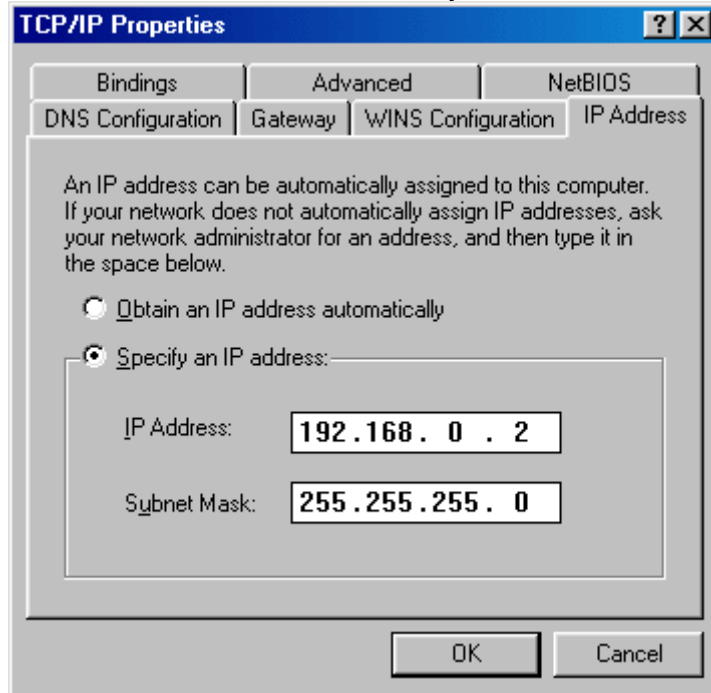 TCP/IP Properties
Bindings Advanced NetBIOS
DNS Configuration Gateway WINS Configuration IP Address
An IP address can be automatically assigned to this computer.
If your network does not automatically assign IP addresses, ask
your network administrator for an address, and then type it in
the space below.
Obtain an IP address automatically
Specify an IP address:
IP Address: 192.168. 0 . 2
Subnet Mask: 255.255.255. 0
OK Cancel